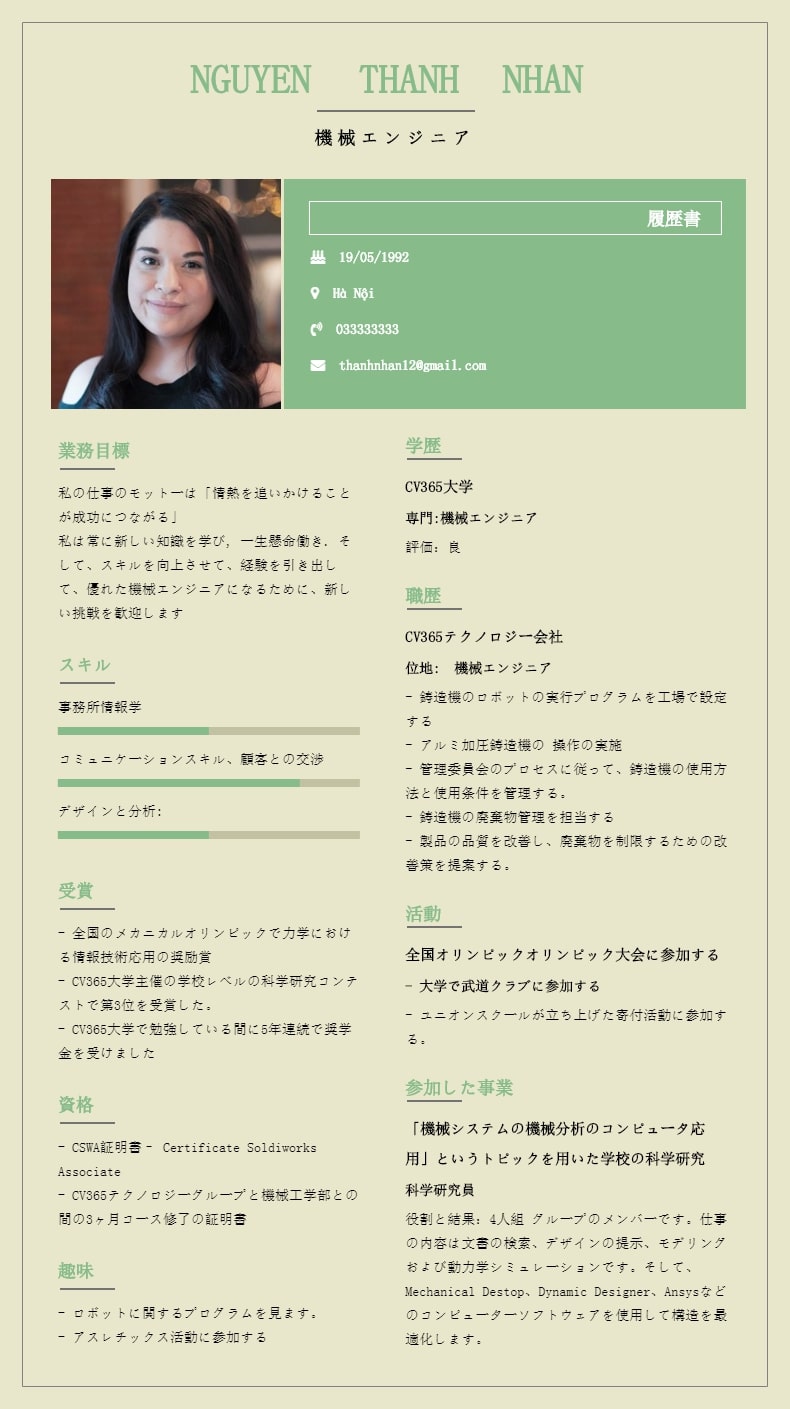 NGUYEN THANH NHAN
機械エンジニア
履歴書
19/05/1992
Hà Nội
033333333
thanhnhan12@gmail.com
業務目標
私の仕事のモットーは「情熱を追いかけること
が成功につながる」
私は常に新しい知識を学び, 一生懸命働き. そ
して、スキルを向上させて、経験を引き出し
て、優れた機械エンジニアになるために、新し
い挑戦を歓迎します
スキル
事務所情報学
コミュニケーションスキル、顧客との交渉
デザインと分析:
受賞
- 全国のメカニカルオリンピックで力学におけ
る情報技術応用の奨励賞
- CV365大学主催の学校レベルの科学研究コンテ
ストで第3位を受賞した。
- CV365大学で勉強している間に5年連続で奨学
金を受けました
資格
- CSWA証明書 - Certificate Soldiworks
Associate
- CV365テクノロジーグループと機械工学部との
間の3ヶ月コース修了の証明書
趣味
- ロボットに関するプログラムを見ます。
- アスレチックス活動に参加する
学歴
CV365大学
専門:機械エンジニア
評価: 良
職歴
CV365テクノロジー会社
位地: 機械エンジニア
- 鋳造機のロボットの実行プログラムを工場で設定
する
- アルミ加圧鋳造機の 操作の実施
- 管理委員会のプロセスに従って、鋳造機の使用方
法と使用条件を管理する。
- 鋳造機の廃棄物管理を担当する
- 製品の品質を改善し、廃棄物を制限するための改
善策を提案する。
活動
全国オリンピックオリンピック大会に参加する
- 大学で武道クラブに参加する
- ユニオンスクールが立ち上げた寄付活動に参加す
る。
参加した事業
「機械システムの機械分析のコンピュータ応
用」というトピックを用いた学校の科学研究
科学研究員
役割と結果: 4人組 グループのメンバーです。仕事
の内容は文書の検索、デザインの提示、モデリング
および動力学シミュレーションです。そして、
Mechanical Destop、Dynamic Designer、Ansysなど
のコンピューターソフトウェアを使用して構造を最
適化します。